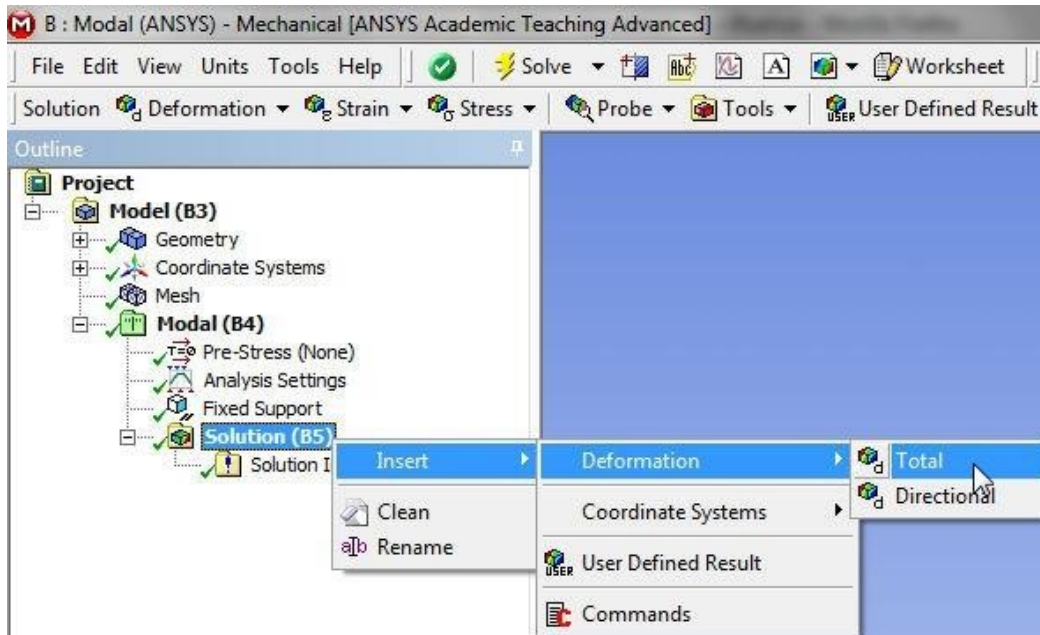 B : Modal (ANSYS) - Mechanical [ANSYS Academic Teaching Advanced]
File Edit View Units Tools Help Solve Worksheet
Solution Deformation Strain Stress Probe Tools User Defined Result
Outline
Project
Model (B3)
Geometry
Coordinate Systems
Mesh
Modal (B4)
Pre-Stress (None)
Analysis Settings
Fixed Support
Solution (B5)
Solution I
Insert Deformation Total
Directional
Clean Coordinate Systems
Rename
User Defined Result
Commands